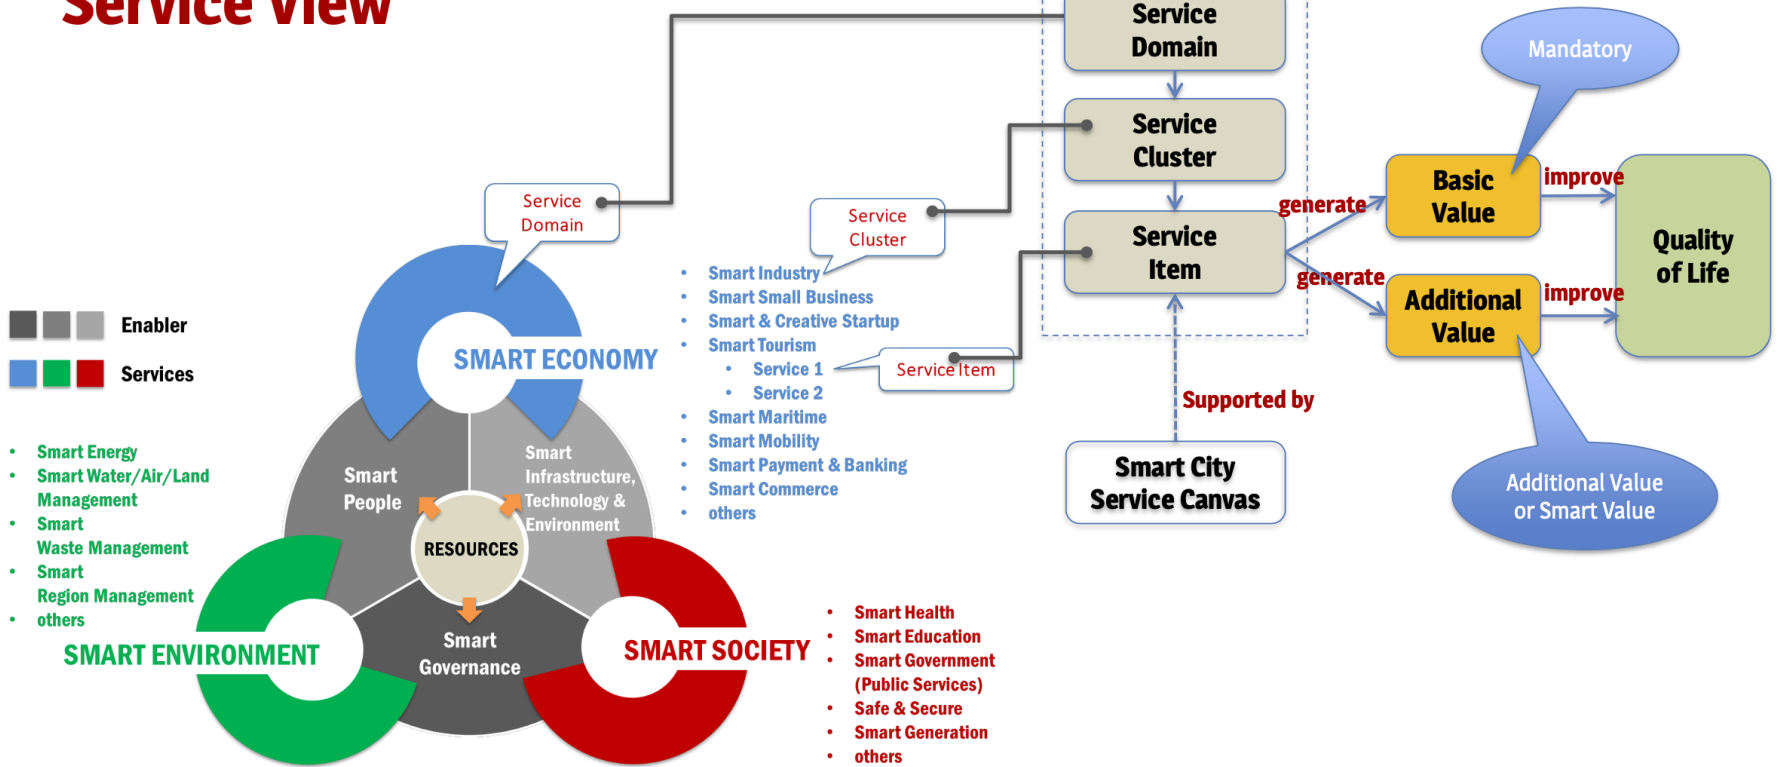 Service View
Service
Domain
Mandatory
Service
Cluster
Service
Domain
Service
Cluster
Service
Item
generate
generate
Basic
Value
Additional
Value
improve
improve
Quality
of Life
Supported by
Smart City
Service Canvas
Additional Value
or Smart Value
Enabler
Services
SMART ECONOMY
• Smart Industry
• Smart Small Business
• Smart & Creative Startup
• Smart Tourism
• Service 1
• Service 2
• Smart Maritime
• Smart Mobility
• Smart Payment & Banking
• Smart Commerce
• others
Service Item
• Smart Energy
• Smart Water/Air/Land
Management
• Smart
Waste Management
• Smart
Region Management
• others
SMART ENVIRONMENT
Smart
People
Smart
Infrastructure,
Technology &
Environment
RESOURCES
Smart
Governance
SMART SOCIETY
• Smart Health
• Smart Education
• Smart Government
(Public Services)
• Safe & Secure
• Smart Generation
• others